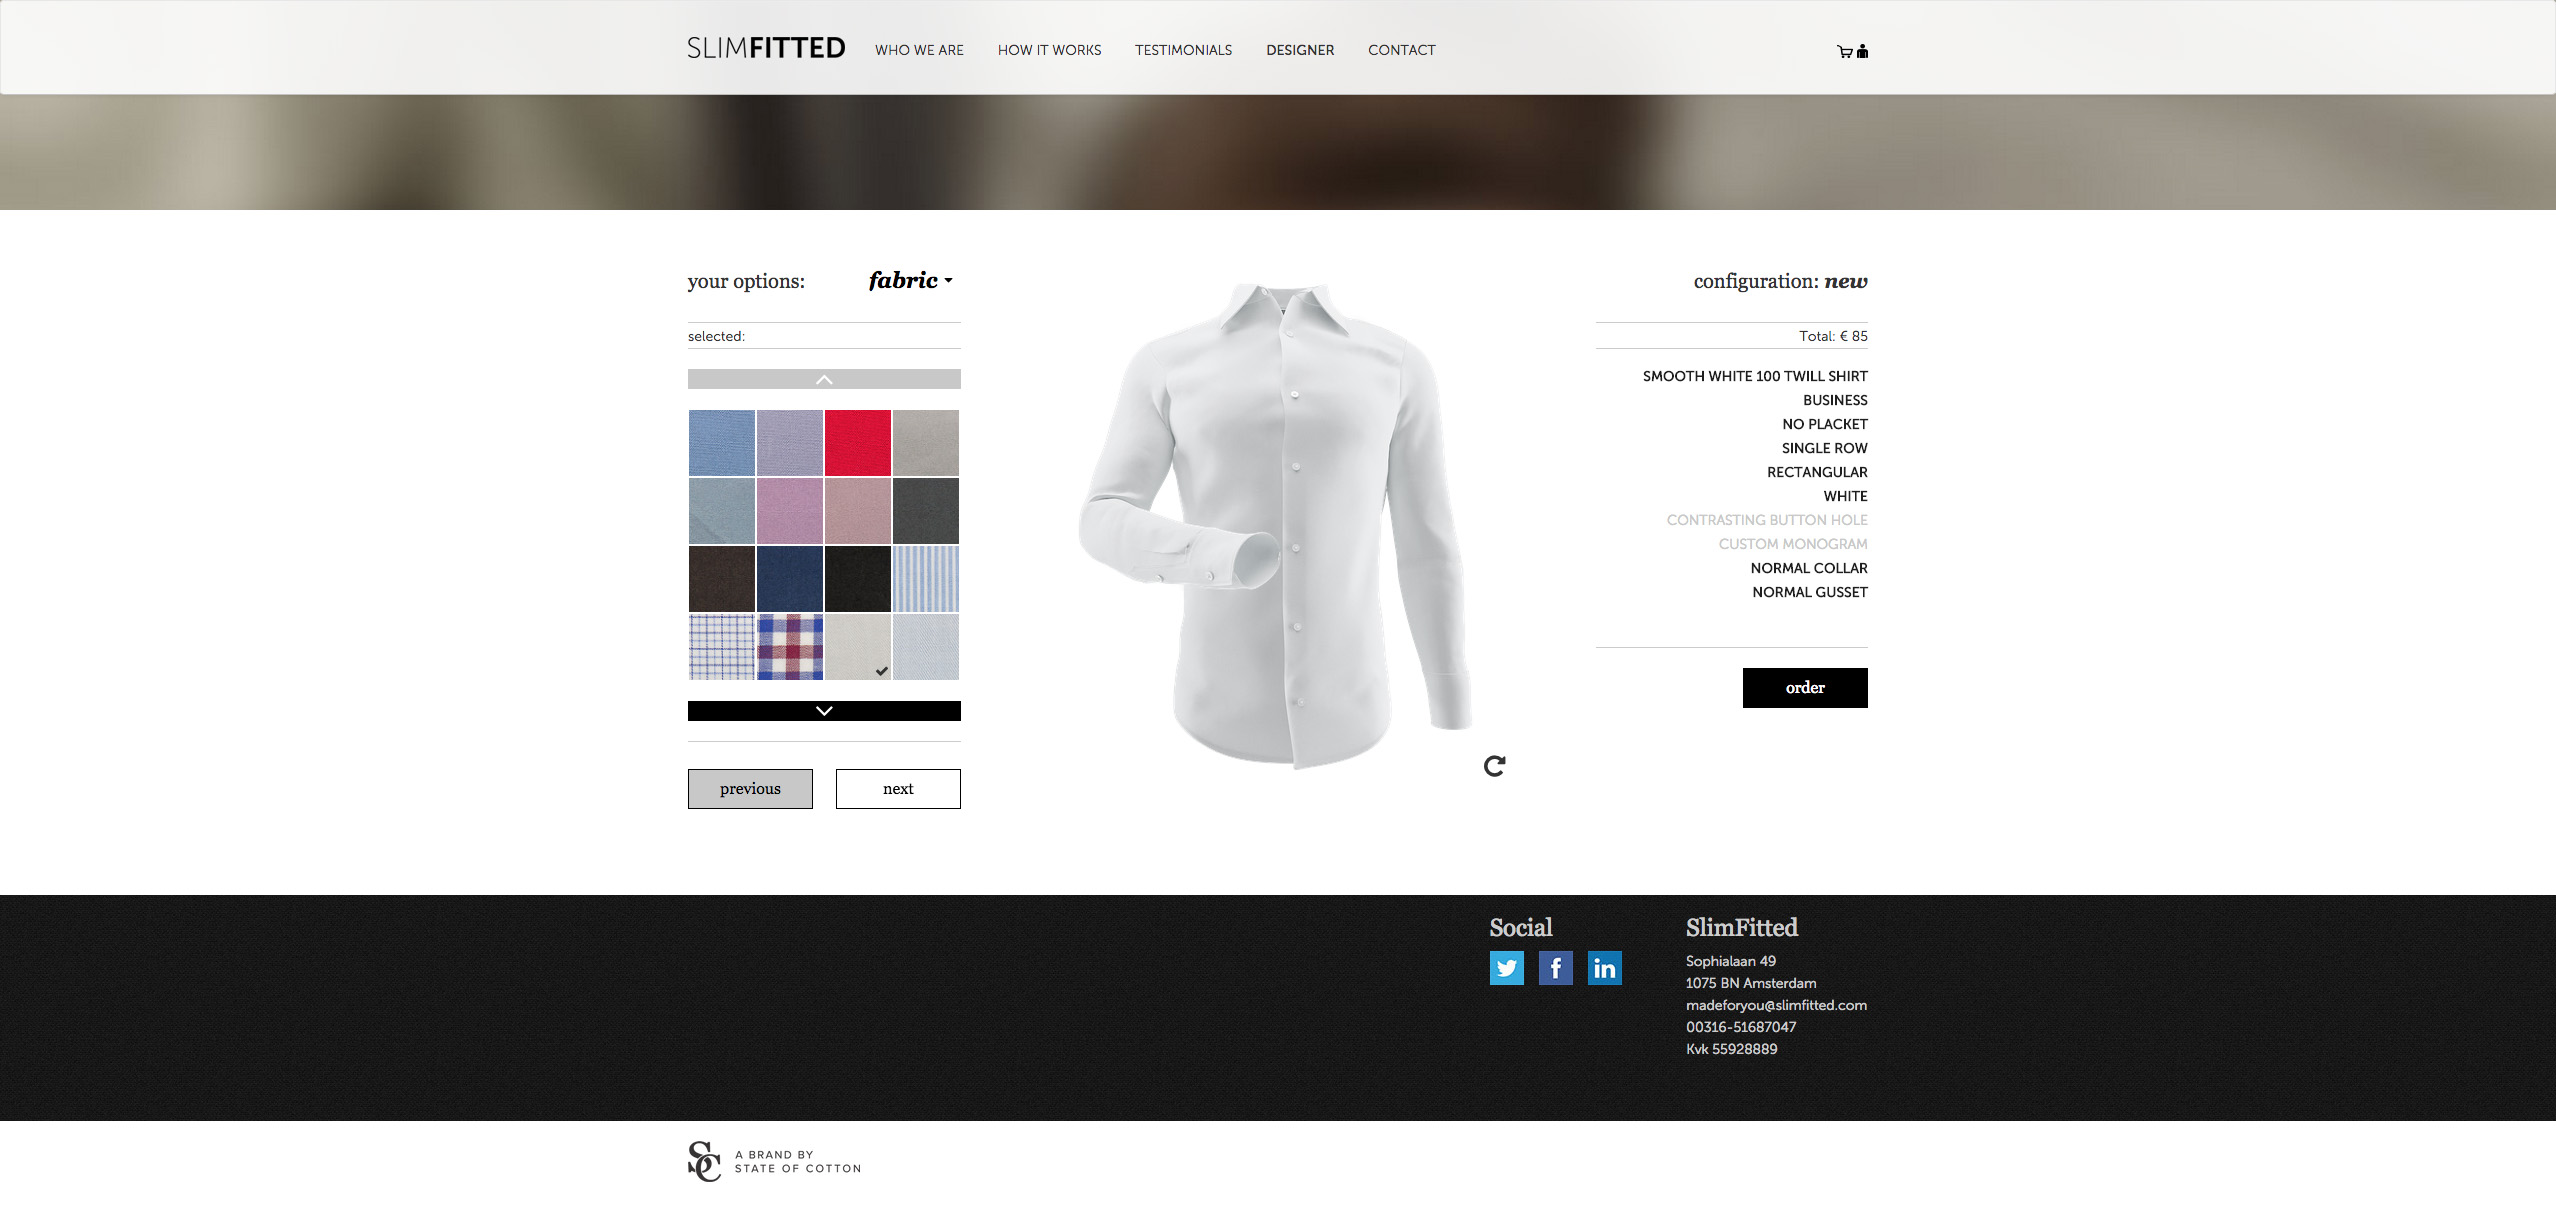 SLIMFITTED
WHO WE ARE
HOW IT WORKS
TESTIMONIALS
DESIGNER
CONTACT
your options:
fabric
selected:
previous
next
configuration: new
Total: € 85
SMOOTH WHITE 100 TWILL SHIRT
BUSINESS
NO PLACKET
SINGLE ROW
RECTANGULAR
WHITE
CONTRASTING BUTTON HOLE
CUSTOM MONOGRAM
NORMAL COLLAR
NORMAL GUSSET
order
Social
SlimFitted
Sophialaan 49
1075 BN Amsterdam
madeforyou@slimfitted.com
00316-51687047
Kvk 55928889
SC
A BRAND BY
STATE OF COTTON